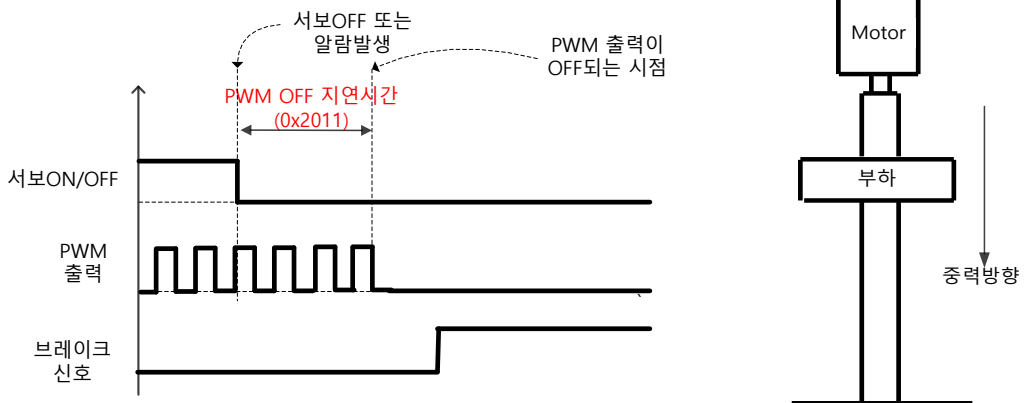 서보OFF 또는
알람발생
PWM 출력이
OFF되는 시점
PWM OFF 지연시간
(0x2011)
서보ON/OFF
PWM
출력
브레이크
신호
Motor
부하
중력방향